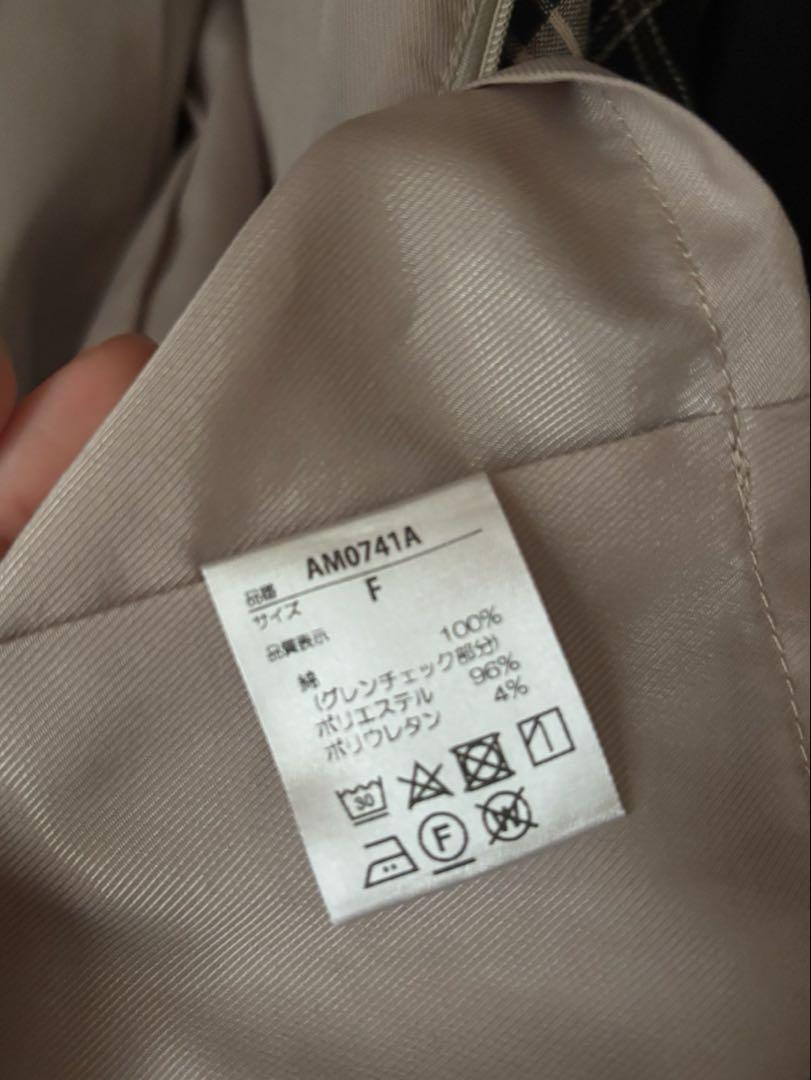 品番 AM0741A
サイズ F
品質表示
綿 100%
(グレンチェック部分)
ポリエステル 96%
ポリウレタン 4%
30
F
W